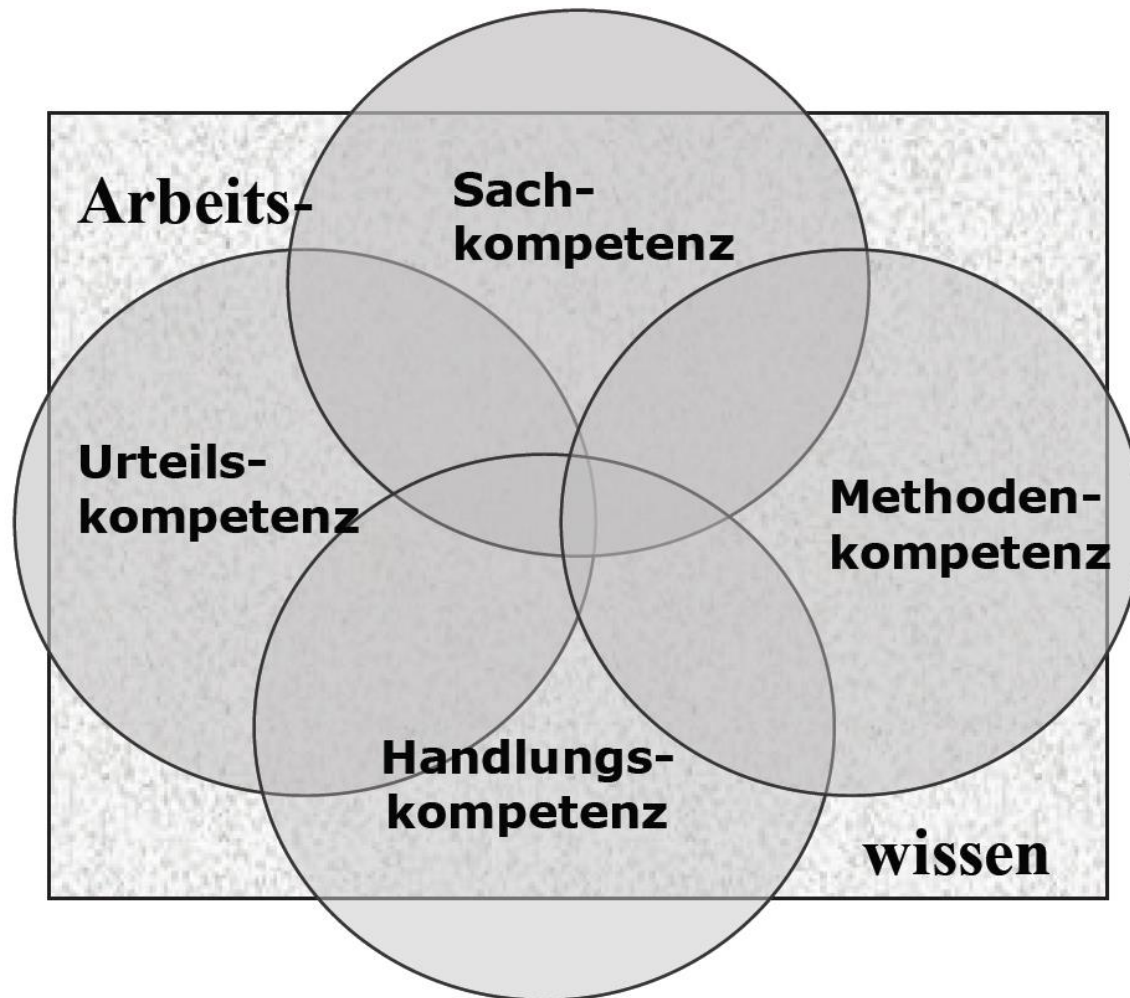 Arbeits-
Sach-
kompetenz
Urteils-
kompetenz
Methoden-
kompetenz
Handlungs-
kompetenz
wissen